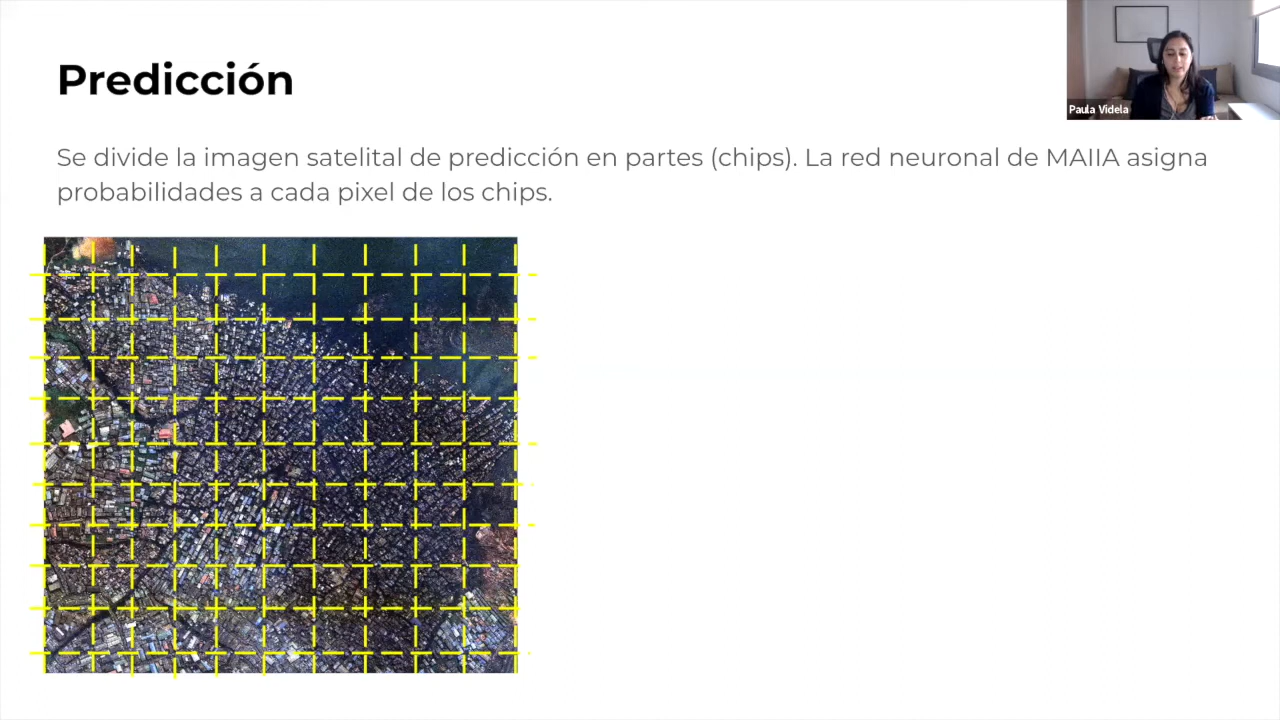 Predicción
Paula Videla
Se divide la imagen satelital de predicción en partes (chips). La red neuronal de MAIIA asigna
probabilidades a cada pixel de los chips.